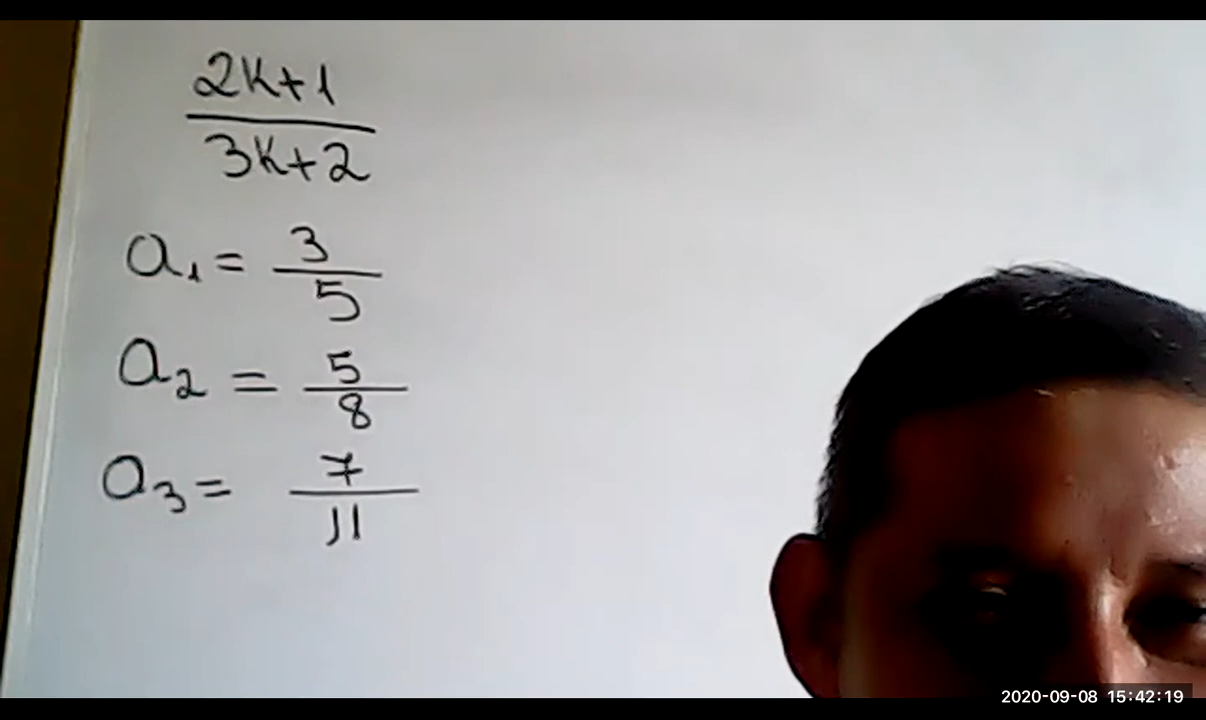 2k+1
3k+2
a₁ = 3
5
a₂ = 5
8
a₃ = 7
11
2020-09-08 15:42:19